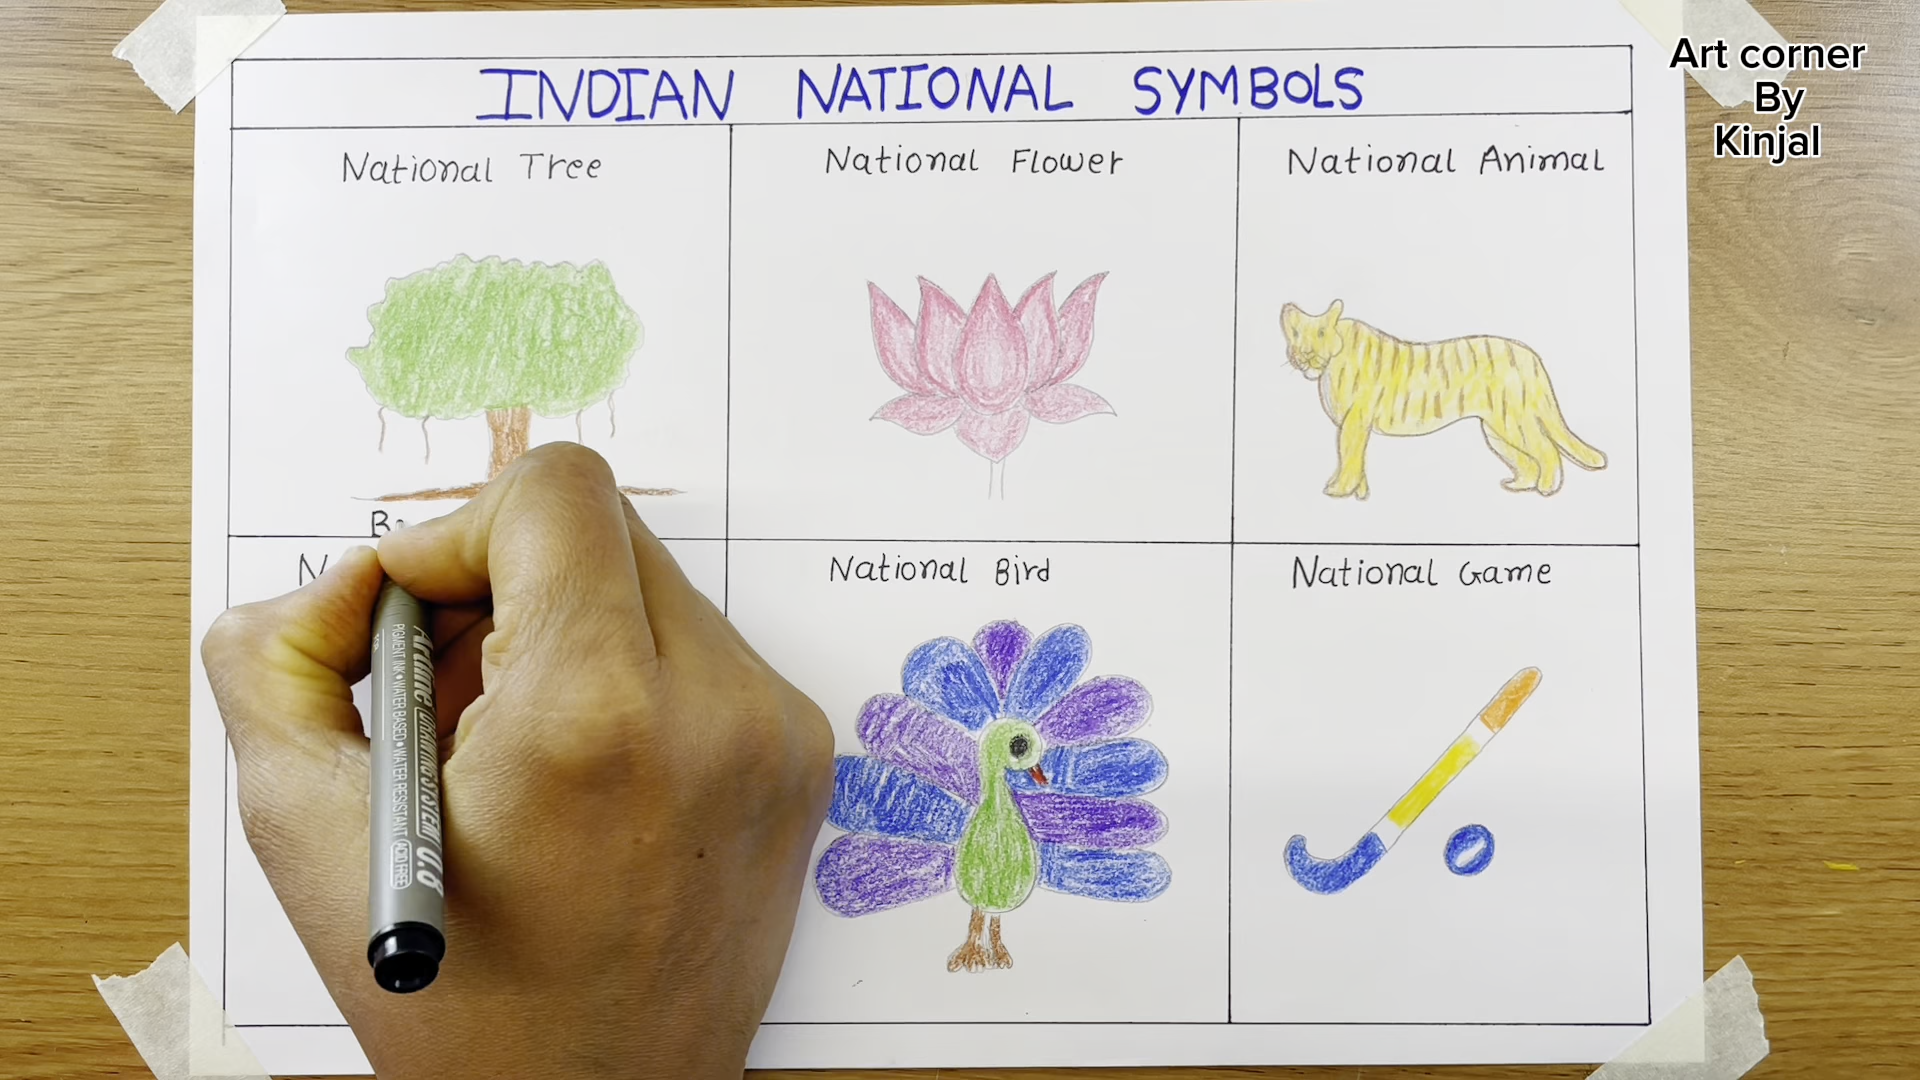 Art corner
By
Kinjal
INDIAN NATIONAL SYMBOLS
National Tree
National Flower
National Animal
National Bird
National Game
Artline DRAWING SYSTEM 0.8
PIGMENT INK • WATER BASED • WATER RESISTANT ACID FREE